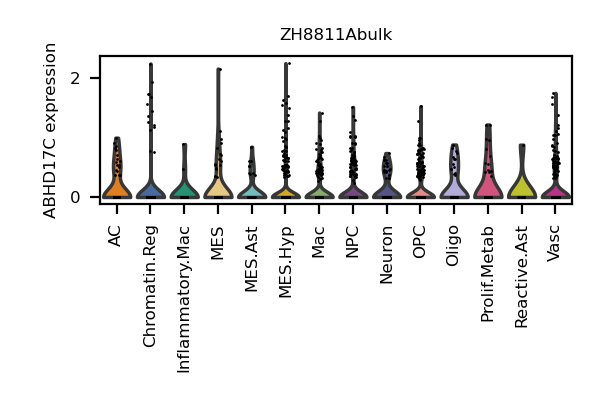 ZH8811Abulk
ABHD17C expression
2
0
AC
Chromatin.Reg
Inflammatory.Mac
MES
MES.Ast
MES.Hyp
Mac
NPC
Neuron
OPC
Oligo
Prolif.Metab
Reactive.Ast
Vasc